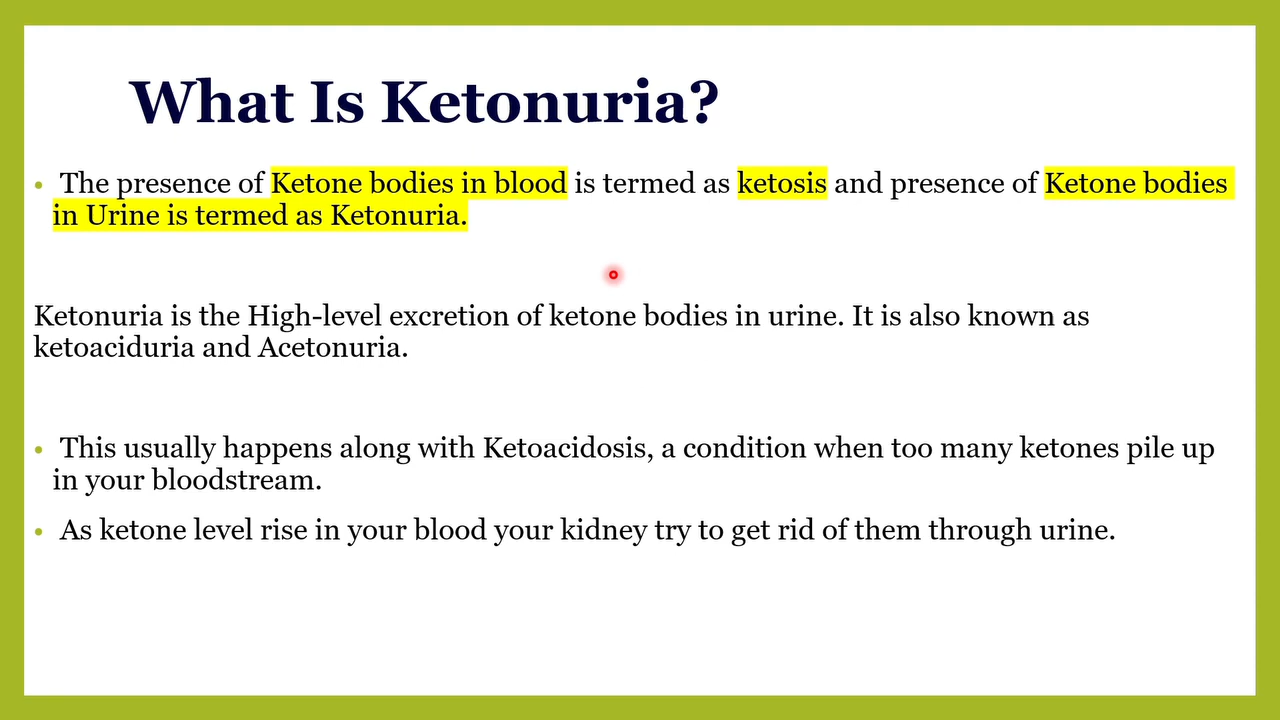 What Is Ketonuria?
• The presence of Ketone bodies in blood is termed as ketosis and presence of Ketone bodies
in Urine is termed as Ketonuria.
Ketonuria is the High-level excretion of ketone bodies in urine. It is also known as
ketoaciduria and Acetonuria.
• This usually happens along with Ketoacidosis, a condition when too many ketones pile up
in your bloodstream.
• As ketone level rise in your blood your kidney try to get rid of them through urine.